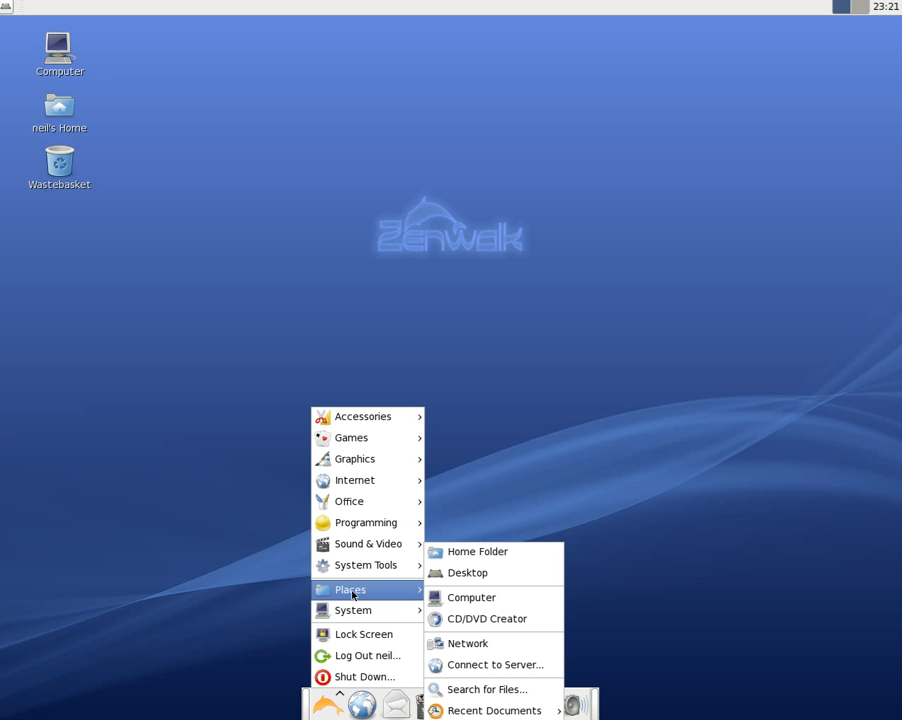 23:21
Computer
neil's Home
Wastebasket
Zenwalk
Accessories
Games
Graphics
Internet
Office
Programming
Sound & Video
System Tools
Places
System
Lock Screen
Log Out neil...
Shut Down...
Home Folder
Desktop
Computer
CD/DVD Creator
Network
Connect to Server...
Search for Files...
Recent Documents